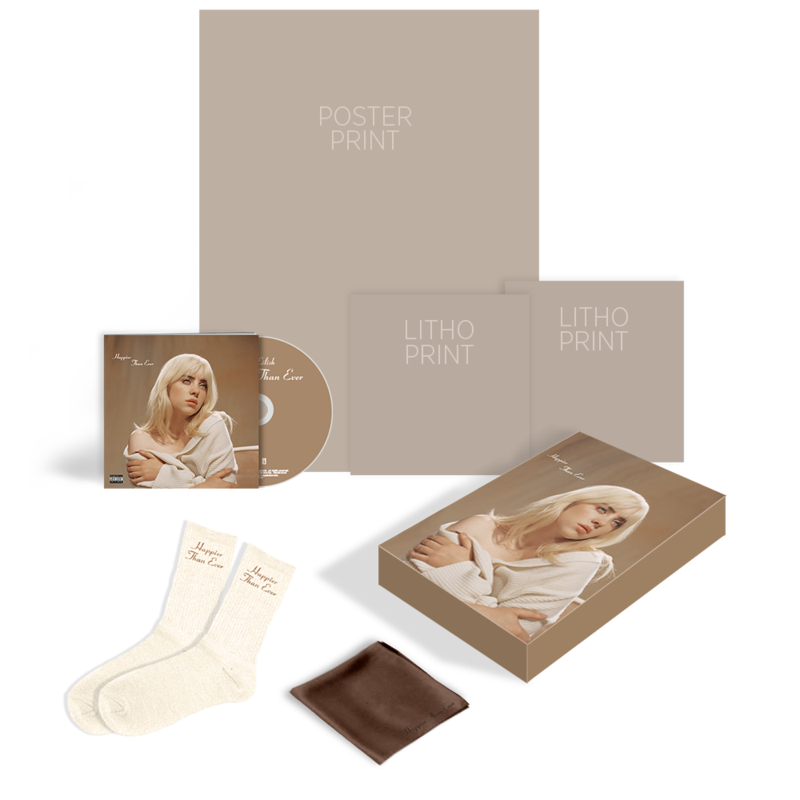 POSTER
PRINT
LITHO
PRINT
LITHO
PRINT
Happier
Than Ever
Than Ever
Happier
Than Ever
Happier
Than Ever
Happier
Than Ever